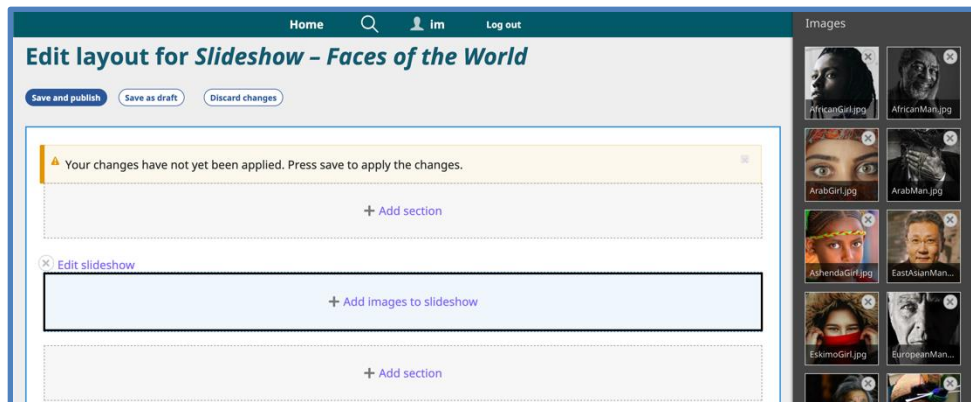 Home im Log out
Images
Edit layout for Slideshow – Faces of the World
Save and publish Save as draft Discard changes
Your changes have not yet been applied. Press save to apply the changes.
+ Add section
Edit slideshow
+ Add images to slideshow
+ Add section
AfricanGirl.jpg AfricanMan.jpg
ArabGirl.jpg ArabMan.jpg
AshendaGirl.jpg EastAsianMan...
EskimoGirl.jpg EuropeanMan...